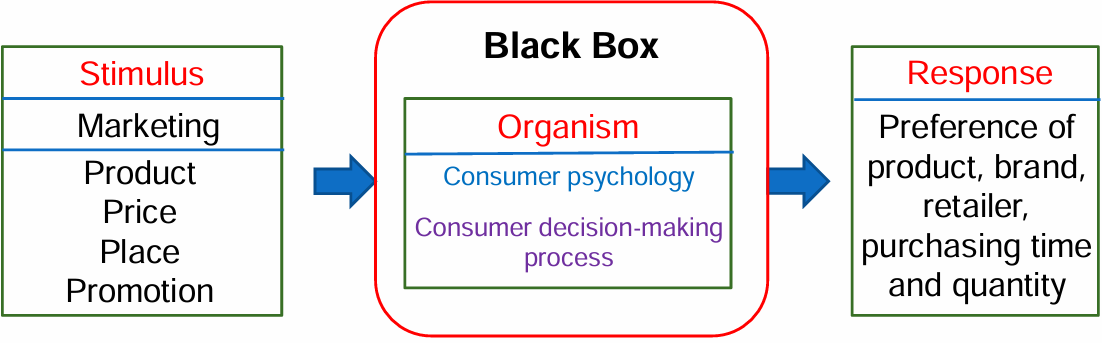 Stimulus
Marketing
Product
Price
Place
Promotion
Black Box
Organism
Consumer psychology
Consumer decision-making
process
Response
Preference of
product, brand,
retailer,
purchasing time
and quantity